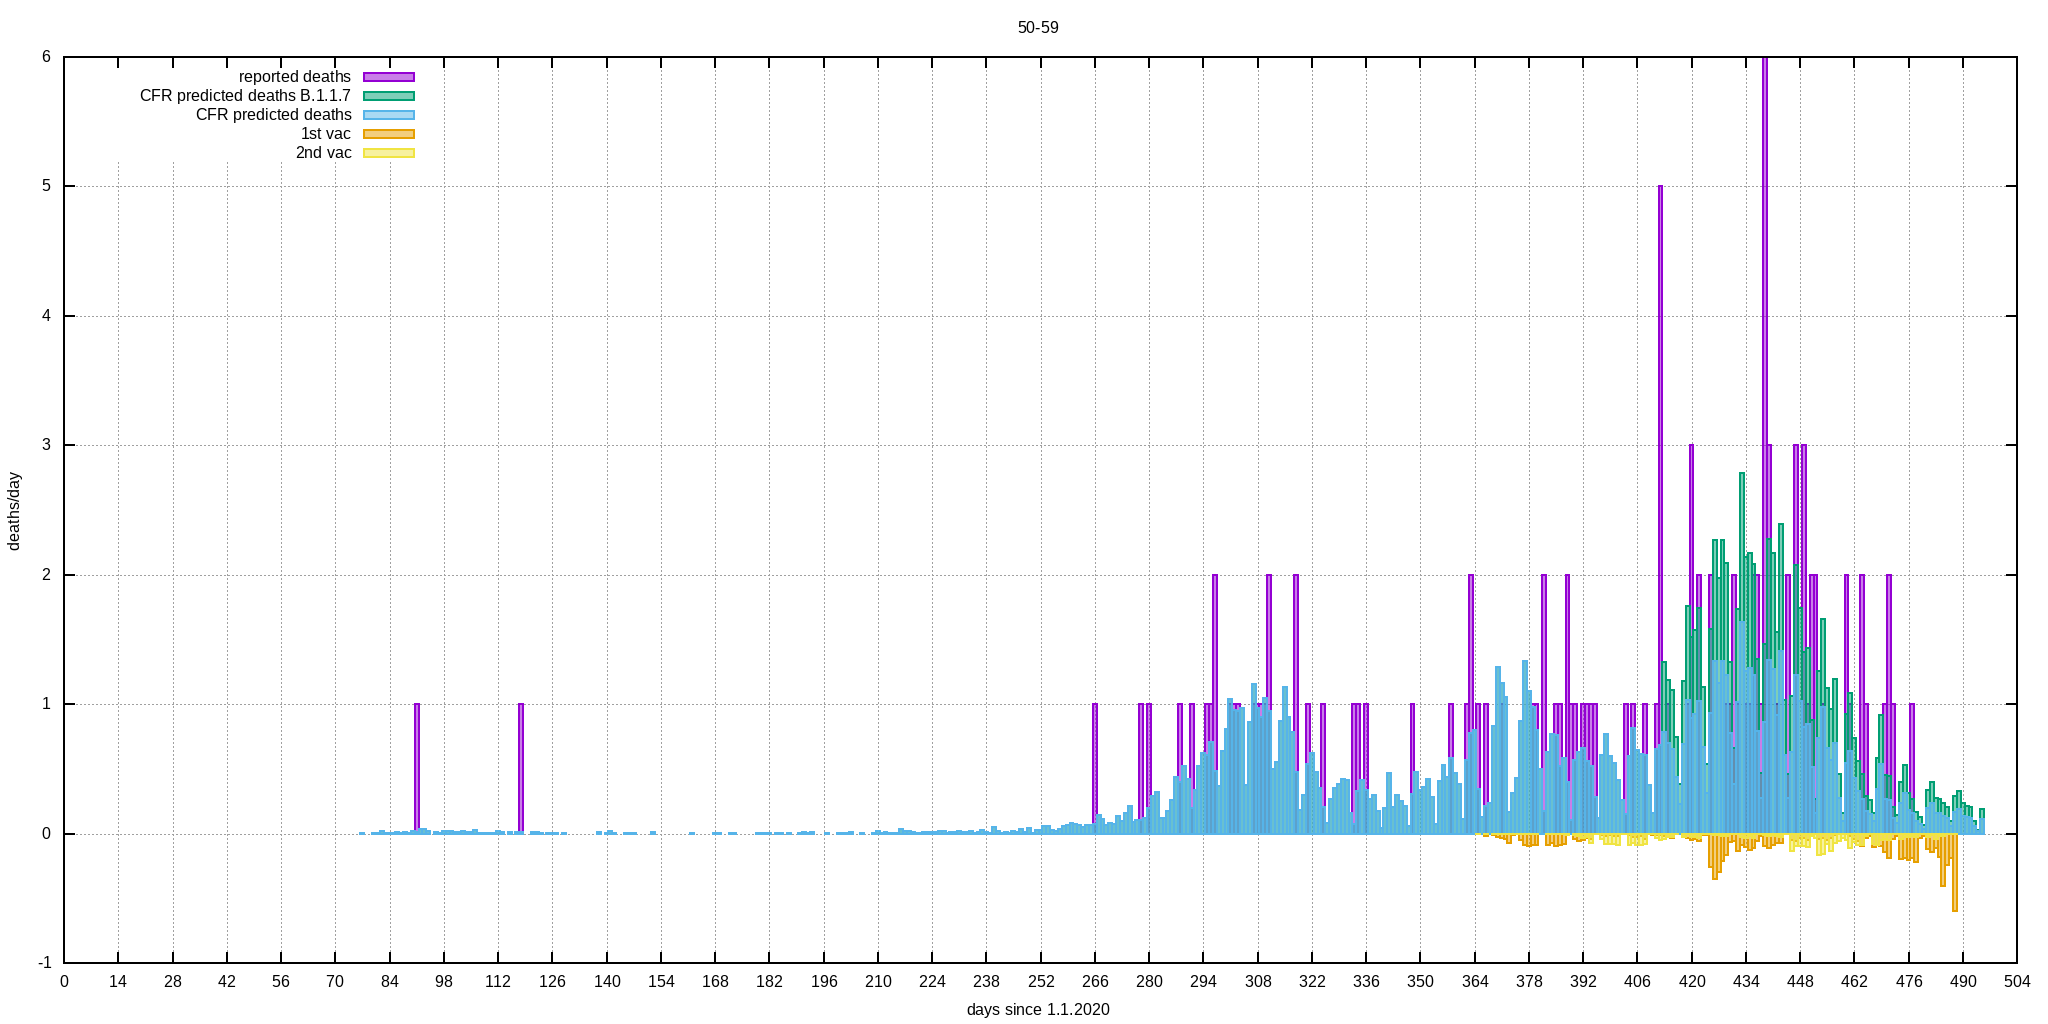 50-59
reported deaths
CFR predicted deaths B.1.1.7
CFR predicted deaths
1st vac
2nd vac
6
5
4
3
2
1
0
-1
deaths/day
0 14 28 42 56 70 84 98 112 126 140 154 168 182 196 210 224 238 252 266 280 294 308 322 336 350 364 378 392 406 420 434 448 462 476 490 504
days since 1.1.2020